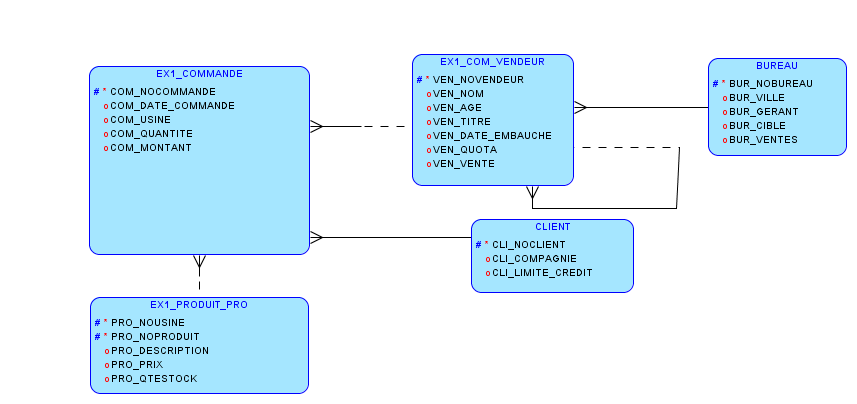 EX1_COMMANDE
#* COM_NOCOMMANDE
o COM_DATE_COMMANDE
o COM_USINE
o COM_QUANTITE
o COM_MONTANT
EX1_COM_VENDEUR
#* VEN_NOVENDEUR
o VEN_NOM
o VEN_AGE
o VEN_TITRE
o VEN_DATE_EMBAUCHE
o VEN_QUOTA
o VEN_VENTE
BUREAU
#* BUR_NOBUREAU
o BUR_VILLE
o BUR_GERANT
o BUR_CIBLE
o BUR_VENTES
CLIENT
#* CLI_NOCLIENT
o CLI_COMPAGNIE
o CLI_LIMITE_CREDIT
EX1_PRODUIT_PRO
#* PRO_NOUSINE
#* PRO_NOPRODUIT
o PRO_DESCRIPTION
o PRO_PRIX
o PRO_QTESTOCK